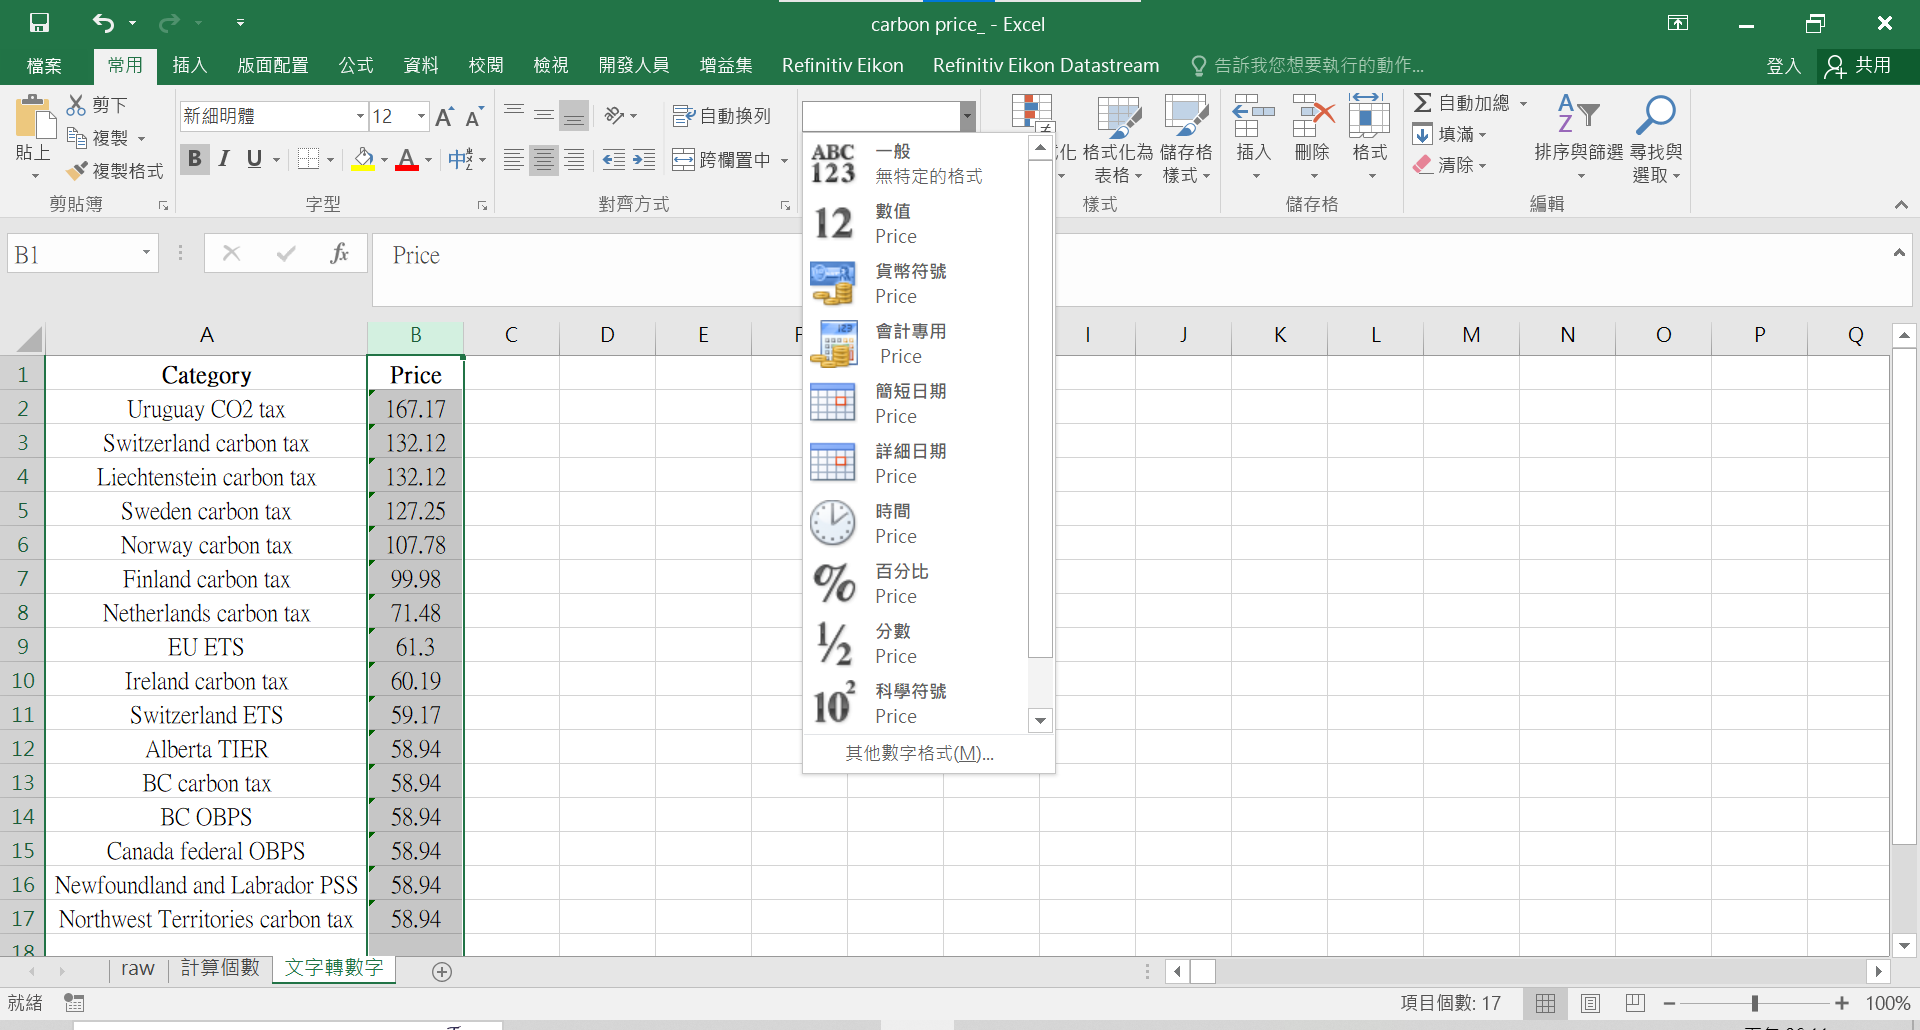 carbon price_ - Excel
檔案 常用 插入 版面配置 公式 資料 校閱 檢視 開發人員 增益集 Refinitiv Eikon Refinitiv Eikon Datastream 告訴我您想要執行的動作... 登入 共用
貼上
剪下
複製
複製格式
剪貼簿
新細明體 12
B I U
中
字型
自動換列
跨欄置中
對齊方式
化 格式化為 儲存格
表格 樣式
樣式
插入 刪除 格式
儲存格
自動加總
填滿
清除
排序與篩選 尋找與
選取
編輯
B1 fx Price
ABC
123
一般
無特定的格式
12
數值
Price
貨幣符號
Price
會計專用
Price
簡短日期
Price
詳細日期
Price
時間
Price
%
百分比
Price
½
分數
Price
10²
科學符號
Price
其他數字格式(M)...
A B C D E F I J K L M N O P Q
1 Category Price
2 Uruguay CO2 tax 167.17
3 Switzerland carbon tax 132.12
4 Liechtenstein carbon tax 132.12
5 Sweden carbon tax 127.25
6 Norway carbon tax 107.78
7 Finland carbon tax 99.98
8 Netherlands carbon tax 71.48
9 EU ETS 61.3
10 Ireland carbon tax 60.19
11 Switzerland ETS 59.17
12 Alberta TIER 58.94
13 BC carbon tax 58.94
14 BC OBPS 58.94
15 Canada federal OBPS 58.94
16 Newfoundland and Labrador PSS 58.94
17 Northwest Territories carbon tax 58.94
18
raw 計算個數 文字轉數字
就緒 項目個數: 17 100%